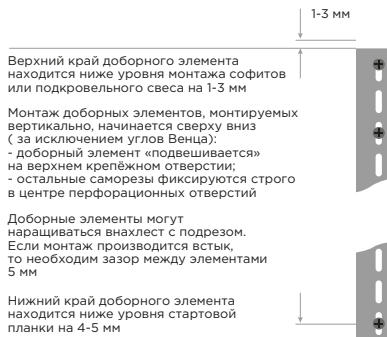 1-3 мм
Верхний край доборного элемента
находится ниже уровня монтажа софитов
или подкровельного свеса на 1-3 мм
Монтаж доборных элементов, монтируемых
вертикально, начинается сверху вниз
( за исключением углов Венца):
- доборный элемент «подвешивается»
на верхнем крепёжном отверстии;
- остальные саморезы фиксируются строго
в центре перфорационных отверстий
Доборные элементы могут
наращиваться внахлест с подрезом.
Если монтаж производится встык,
то необходим зазор между элементами
5 мм
Нижний край доборного элемента
находится ниже уровня стартовой
планки на 4-5 мм